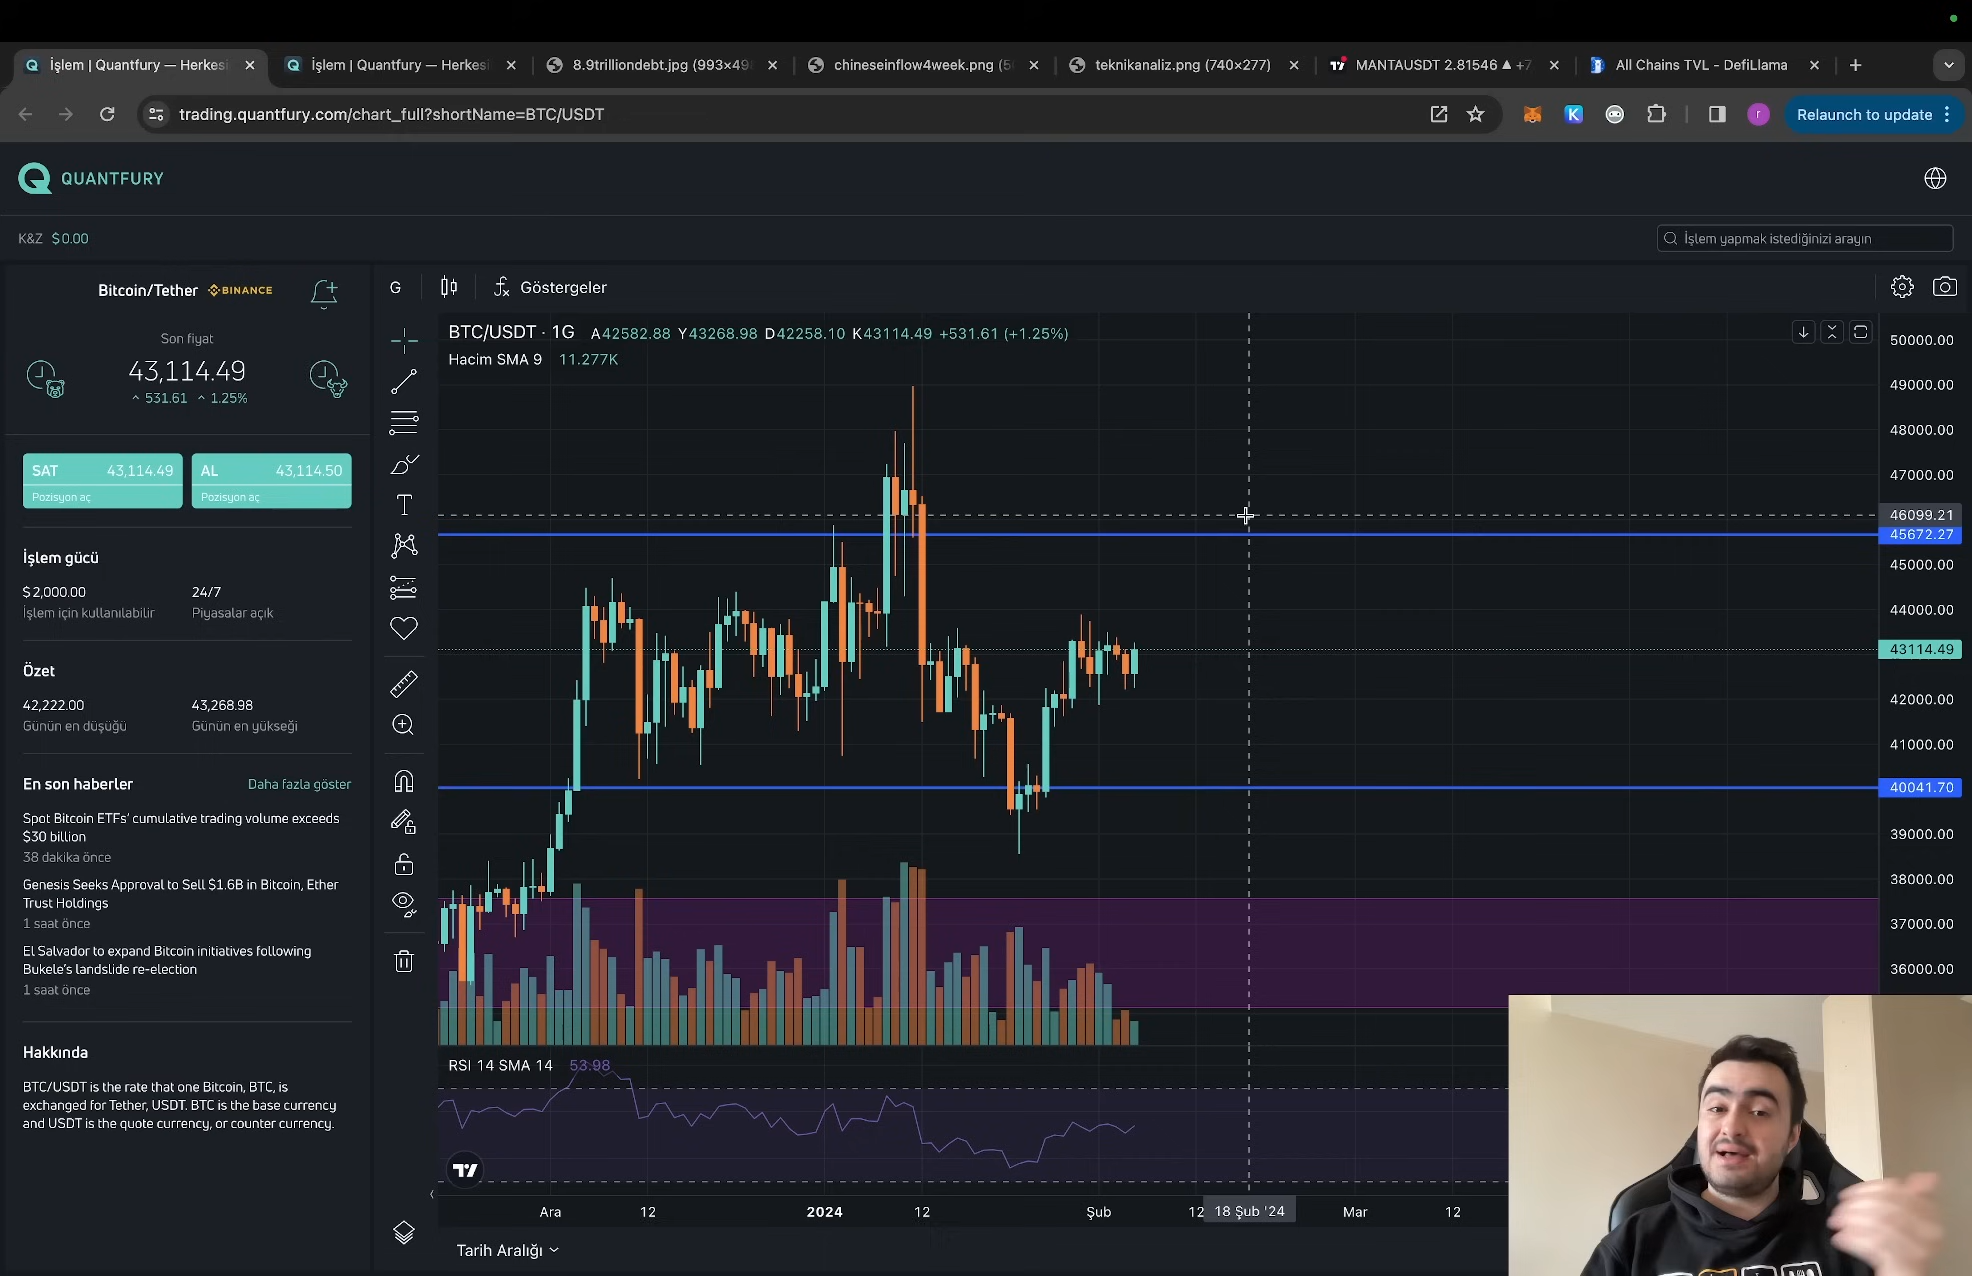 İşlem | Quantfury — Herkesi
İşlem | Quantfury — Herkesi
8.9trilliondebt.jpg (993×49
chineseinflow4week.png (5
teknikanaliz.png (740×277)
MANTAUSDT 2.81546 ▲ +7
All Chains TVL - DefiLlama
trading.quantfury.com/chart_full?shortName=BTC/USDT
K
r
Relaunch to update
QUANTFURY
K&Z $0.00
İşlem yapmak istediğinizi arayın
Bitcoin/Tether BINANCE
Son fiyat
43,114.49
531.61 1.25%
SAT 43,114.49
Pozisyon aç
AL 43,114.50
Pozisyon aç
İşlem gücü
$2,000.00
İşlem için kullanılabilir
24/7
Piyasalar açık
Özet
42,222.00
Günün en düşüğü
43,268.98
Günün en yükseği
En son haberler
Daha fazla göster
Spot Bitcoin ETFs' cumulative trading volume exceeds
$30 billion
38 dakika önce
Genesis Seeks Approval to Sell $1.6B in Bitcoin, Ether
Trust Holdings
1 saat önce
El Salvador to expand Bitcoin initiatives following
Bukele's landslide re-election
1 saat önce
Hakkında
BTC/USDT is the rate that one Bitcoin, BTC, is
exchanged for Tether, USDT. BTC is the base currency
and USDT is the quote currency, or counter currency.
G
Göstergeler
BTC/USDT · 1G A42582.88 Y43268.98 D42258.10 K43114.49 +531.61 (+1.25%)
Hacim SMA 9 11.277K
50000.00
49000.00
48000.00
47000.00
46099.21
45672.27
45000.00
44000.00
43114.49
42000.00
41000.00
40041.70
39000.00
38000.00
37000.00
36000.00
RSI 14 SMA 14 53.98
Ara
12
2024
12
Şub
12
18 Şub '24
Mar
12
Tarih Aralığı